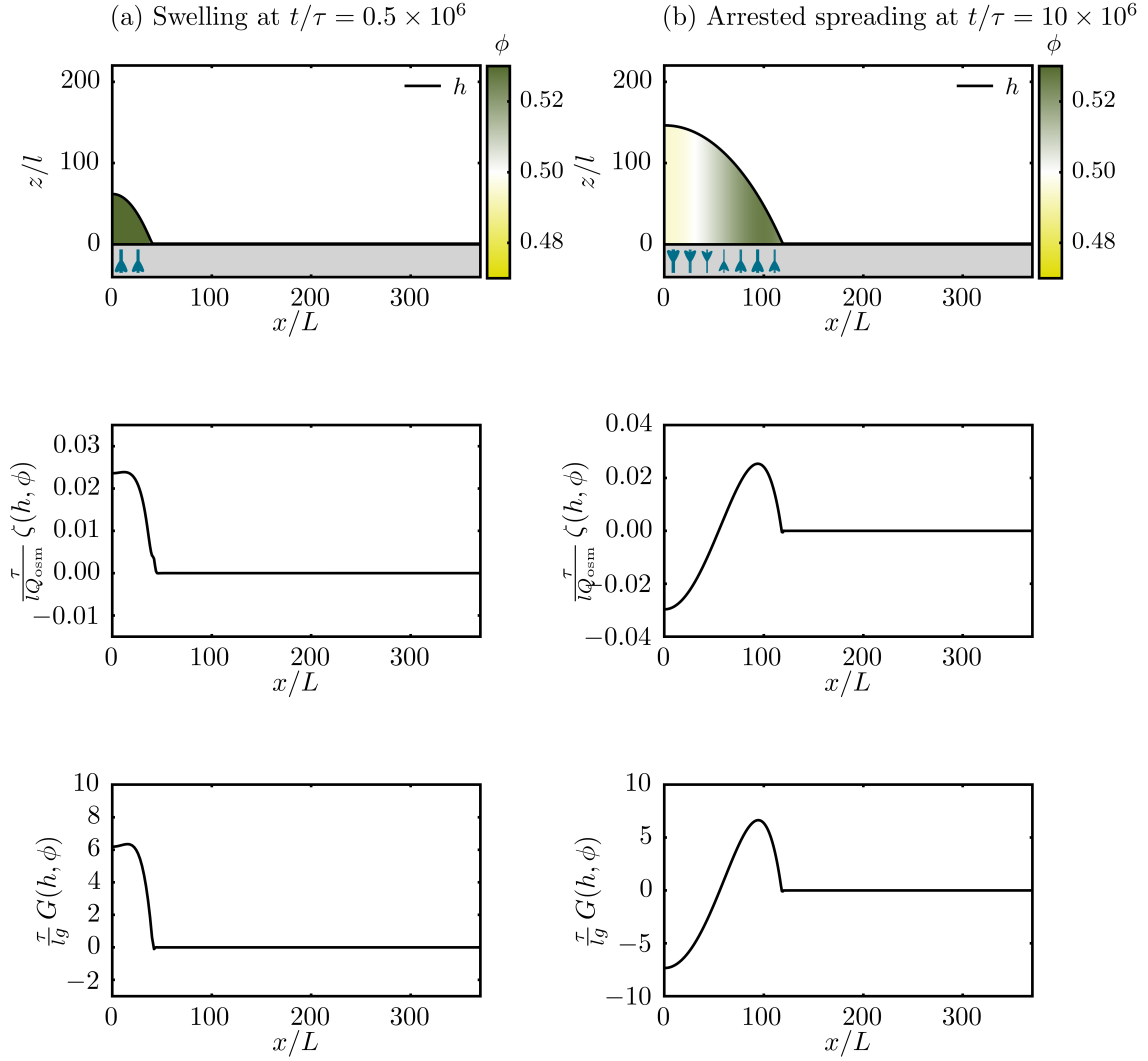 (a) Swelling at t/τ = 0.5 × 10⁶
(b) Arrested spreading at t/τ = 10 × 10⁶
ϕ
200
100
0
z/l
h
0.52
0.50
0.48
0 100 200 300
x/L
ϕ
200
100
0
z/l
h
0.52
0.50
0.48
0 100 200 300
x/L
0.03
0.02
0.01
0.00
−0.01
τ/(lQ_osm) ζ(h, ϕ)
0 100 200 300
x/L
0.04
0.02
0.00
−0.02
−0.04
τ/(lQ_osm) ζ(h, ϕ)
0 100 200 300
x/L
10
8
6
4
2
0
−2
τ/(lg) G(h, ϕ)
0 100 200 300
x/L
10
5
0
−5
−10
τ/(lg) G(h, ϕ)
0 100 200 300
x/L